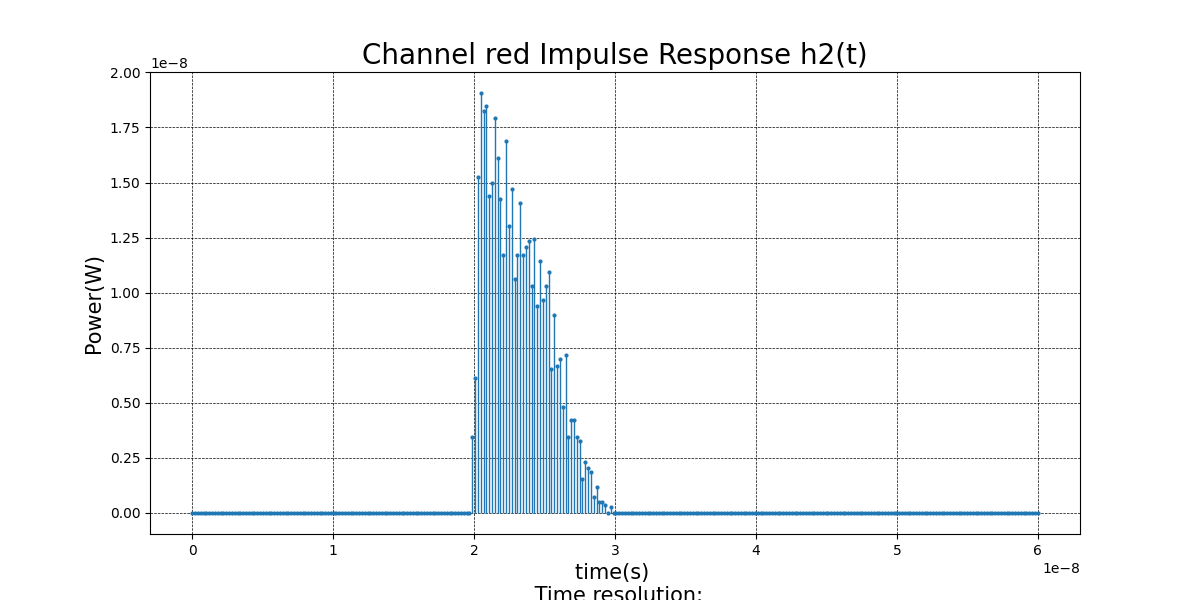 Channel red Impulse Response h2(t)
1e−8
2.00
1.75
1.50
1.25
1.00
0.75
0.50
0.25
0.00
Power(W)
0 1 2 3 4 5 6
1e−8
time(s)
Time resolution: